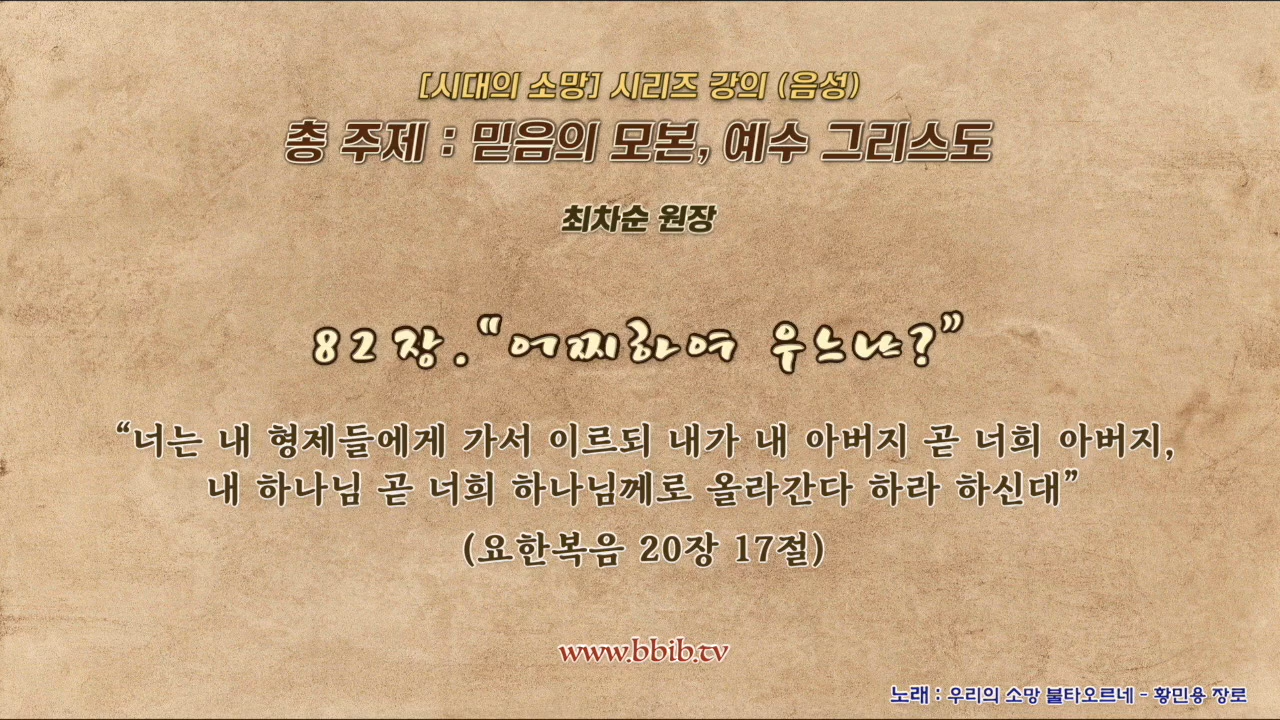 [시대의 소망] 시리즈 강의 (음성)
총 주제 : 믿음의 모본, 예수 그리스도
최차순 원장
82장. "어찌하여 우느냐?"
“너는 내 형제들에게 가서 이르되 내가 내 아버지 곧 너희 아버지,
내 하나님 곧 너희 하나님께로 올라간다 하라 하신대”
(요한복음 20장 17절)
www.bbib.tv
노래 : 우리의 소망 불타오르네 - 황민용 장로